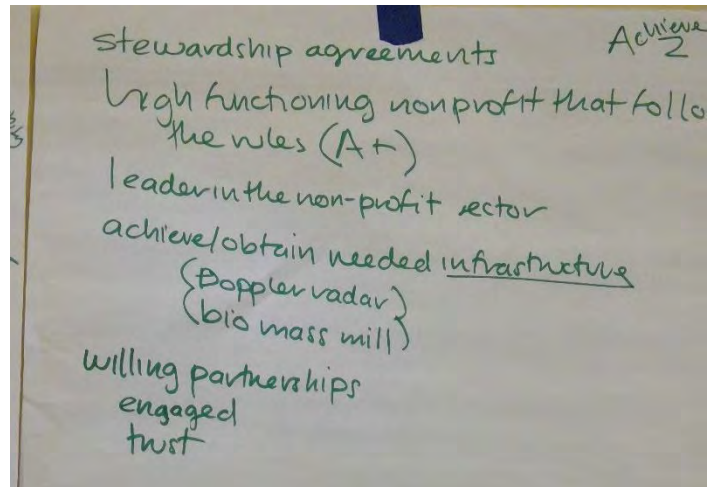 Achieve
2
stewardship agreements
high functioning nonprofit that follo
the rules (A+)
leader in the non-profit sector
achieve/obtain needed infrastructure
(Doppler radar)
(bio mass mill)
willing partnerships
engaged
trust